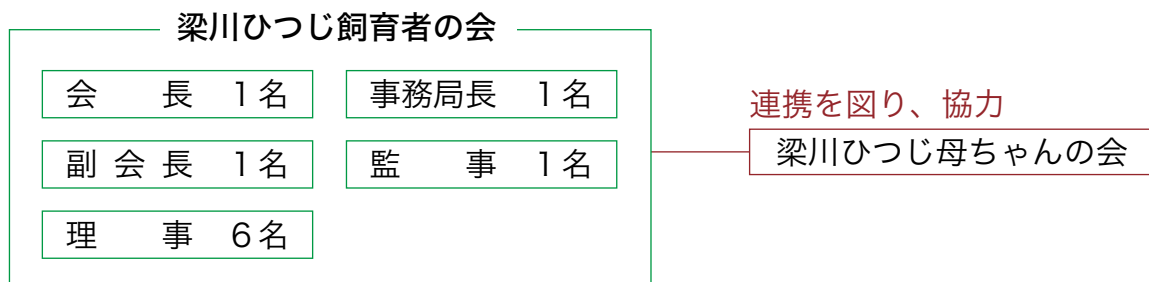 梁川ひつじ飼育者の会
会　　長　1名
事務局長　1名
副 会 長　1名
監　　事　1名
理　　事　6名
連携を図り、協力
梁川ひつじ母ちゃんの会